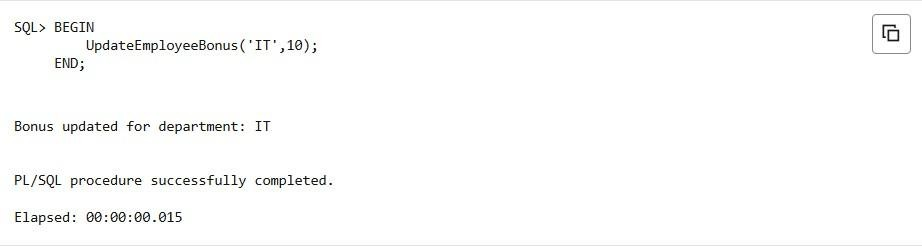 SQL> BEGIN
         UpdateEmployeeBonus('IT',10);
     END;
Bonus updated for department: IT
PL/SQL procedure successfully completed.
Elapsed: 00:00:00.015